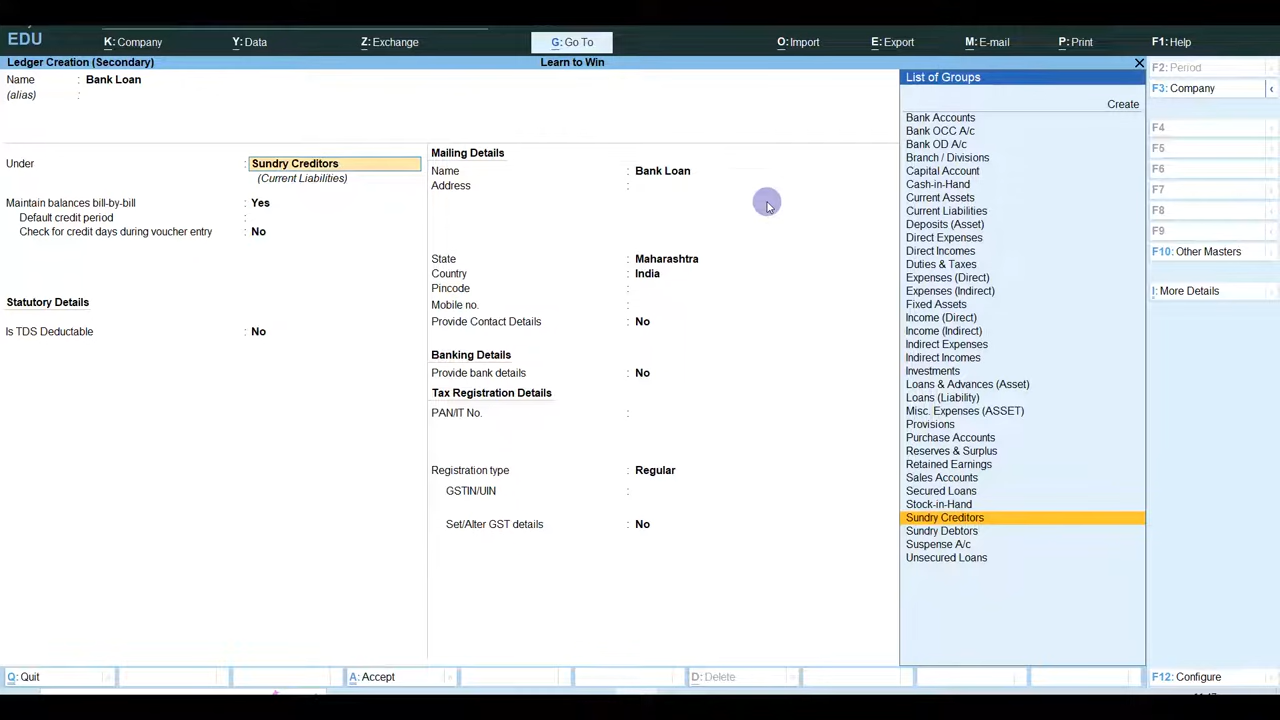 EDU
K: Company
Y: Data
Z: Exchange
G: Go To
O: Import
E: Export
M: E-mail
P: Print
F1: Help
Ledger Creation (Secondary)
Learn to Win
Name : Bank Loan
(alias) :
Under : Sundry Creditors
(Current Liabilities)
Maintain balances bill-by-bill : Yes
Default credit period :
Check for credit days during voucher entry : No
Statutory Details
Is TDS Deductable : No
Mailing Details
Name : Bank Loan
Address :
State : Maharashtra
Country : India
Pincode :
Mobile no. :
Provide Contact Details : No
Banking Details
Provide bank details : No
Tax Registration Details
PAN/IT No. :
Registration type : Regular
GSTIN/UIN :
Set/Alter GST details : No
List of Groups
Create
Bank Accounts
Bank OCC A/c
Bank OD A/c
Branch / Divisions
Capital Account
Cash-in-Hand
Current Assets
Current Liabilities
Deposits (Asset)
Direct Expenses
Direct Incomes
Duties & Taxes
Expenses (Direct)
Expenses (Indirect)
Fixed Assets
Income (Direct)
Income (Indirect)
Indirect Expenses
Indirect Incomes
Investments
Loans & Advances (Asset)
Loans (Liability)
Misc. Expenses (ASSET)
Provisions
Purchase Accounts
Reserves & Surplus
Retained Earnings
Sales Accounts
Secured Loans
Stock-in-Hand
Sundry Creditors
Sundry Debtors
Suspense A/c
Unsecured Loans
F2: Period
F3: Company
F4
F5
F6
F7
F8
F9
F10: Other Masters
I: More Details
Q: Quit
A: Accept
D: Delete
F12: Configure